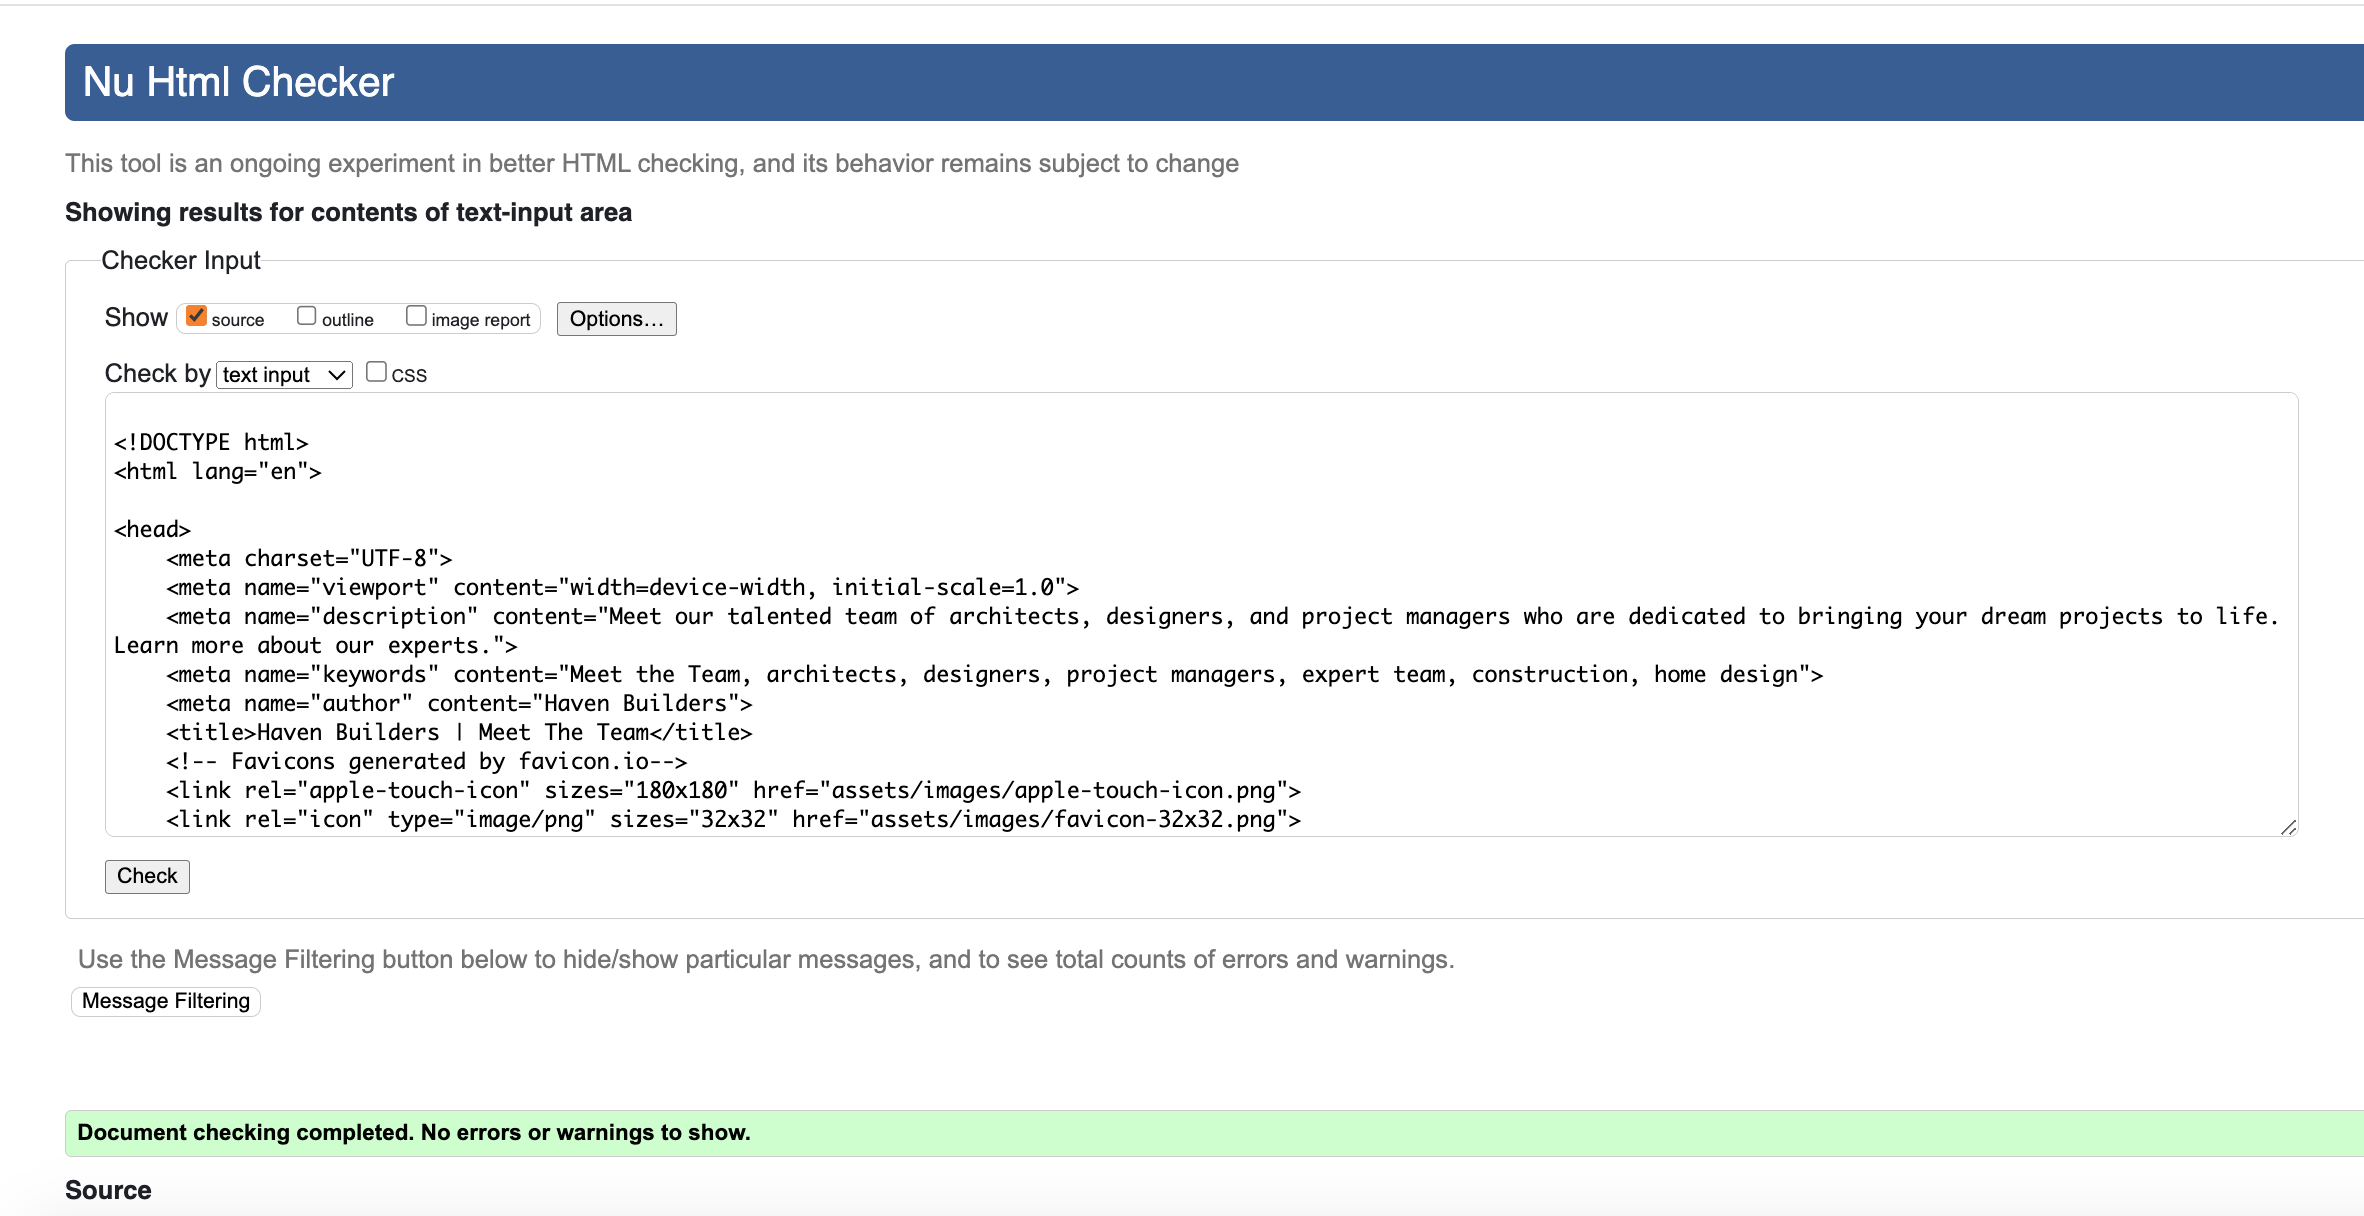 Nu Html Checker
This tool is an ongoing experiment in better HTML checking, and its behavior remains subject to change
Showing results for contents of text-input area
Checker Input
Show source outline image report Options...
Check by text input CSS
<!DOCTYPE html>
<html lang="en">
<head>
    <meta charset="UTF-8">
    <meta name="viewport" content="width=device-width, initial-scale=1.0">
    <meta name="description" content="Meet our talented team of architects, designers, and project managers who are dedicated to bringing your dream projects to life.
Learn more about our experts.">
    <meta name="keywords" content="Meet the Team, architects, designers, project managers, expert team, construction, home design">
    <meta name="author" content="Haven Builders">
    <title>Haven Builders | Meet The Team</title>
    <!-- Favicons generated by favicon.io-->
    <link rel="apple-touch-icon" sizes="180x180" href="assets/images/apple-touch-icon.png">
    <link rel="icon" type="image/png" sizes="32x32" href="assets/images/favicon-32x32.png">
Check
Use the Message Filtering button below to hide/show particular messages, and to see total counts of errors and warnings.
Message Filtering
Document checking completed. No errors or warnings to show.
Source